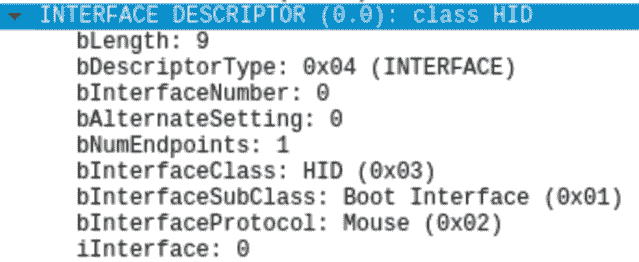 INTERFACE DESCRIPTOR (0.0): class HID
bLength: 9
bDescriptorType: 0x04 (INTERFACE)
bInterfaceNumber: 0
bAlternateSetting: 0
bNumEndpoints: 1
bInterfaceClass: HID (0x03)
bInterfaceSubClass: Boot Interface (0x01)
bInterfaceProtocol: Mouse (0x02)
iInterface: 0